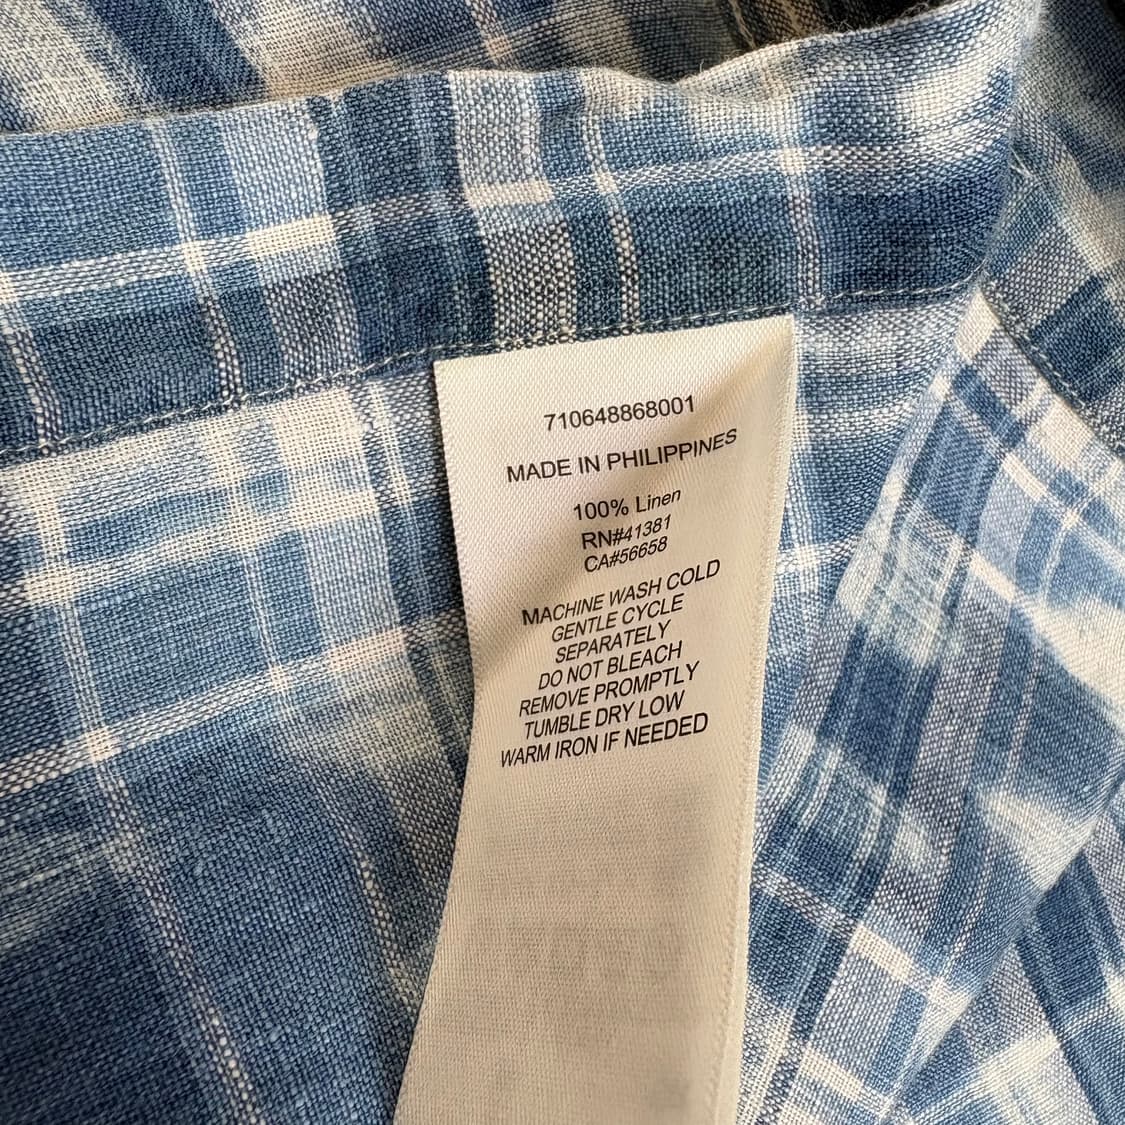 710648868001
MADE IN PHILIPPINES
100% Linen
RN#41381
CA#56658
MACHINE WASH COLD
GENTLE CYCLE
SEPARATELY
DO NOT BLEACH
REMOVE PROMPTLY
TUMBLE DRY LOW
WARM IRON IF NEEDED